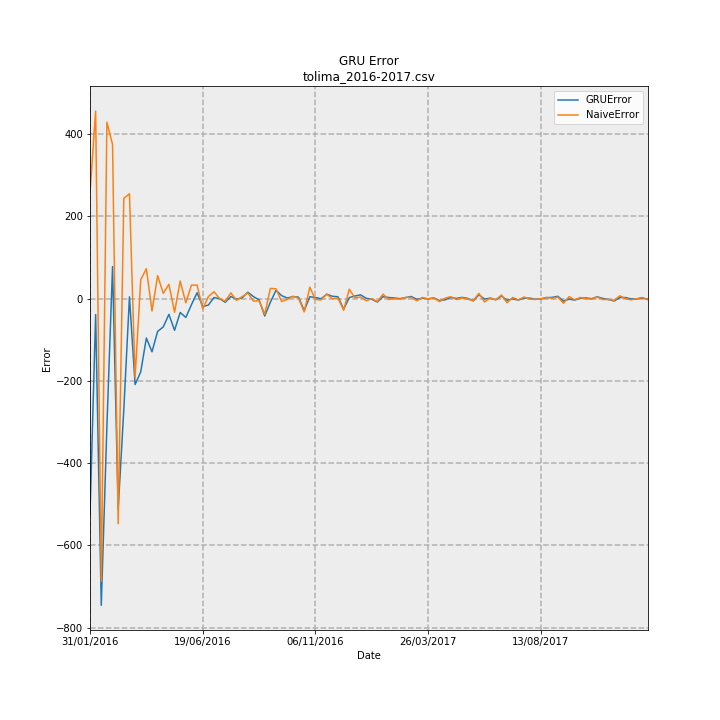 GRU Error
tolima_2016-2017.csv
GRUError
NaiveError
400
200
0
−200
−400
−600
−800
Error
31/01/2016 19/06/2016 06/11/2016 26/03/2017 13/08/2017
Date